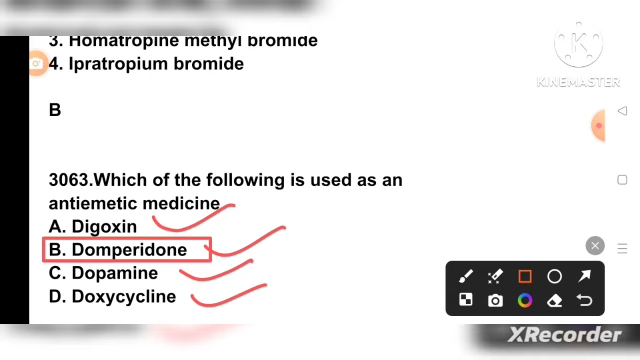 3. Homatropine methyl bromide
4. Ipratropium bromide
B
3063.Which of the following is used as an
antiemetic medicine
A. Digoxin
B. Domperidone
C. Dopamine
D. Doxycycline
K
KINEMASTER
XRecorder